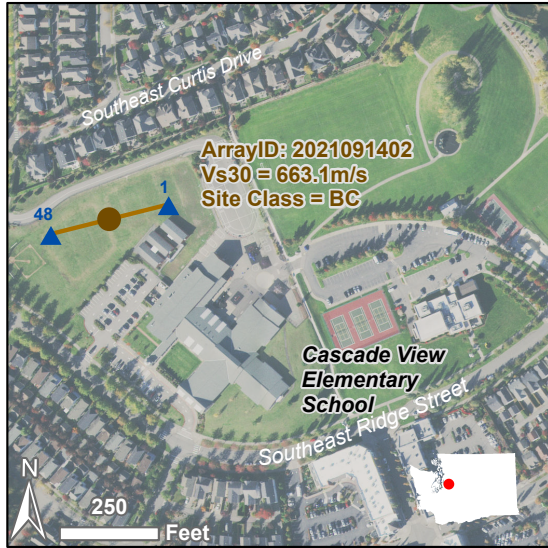 Southeast Curtis Drive
ArrayID: 2021091402
Vs30 = 663.1m/s
Site Class = BC
1
48
Cascade View
Elementary
School
Southeast Ridge Street
N
250
Feet